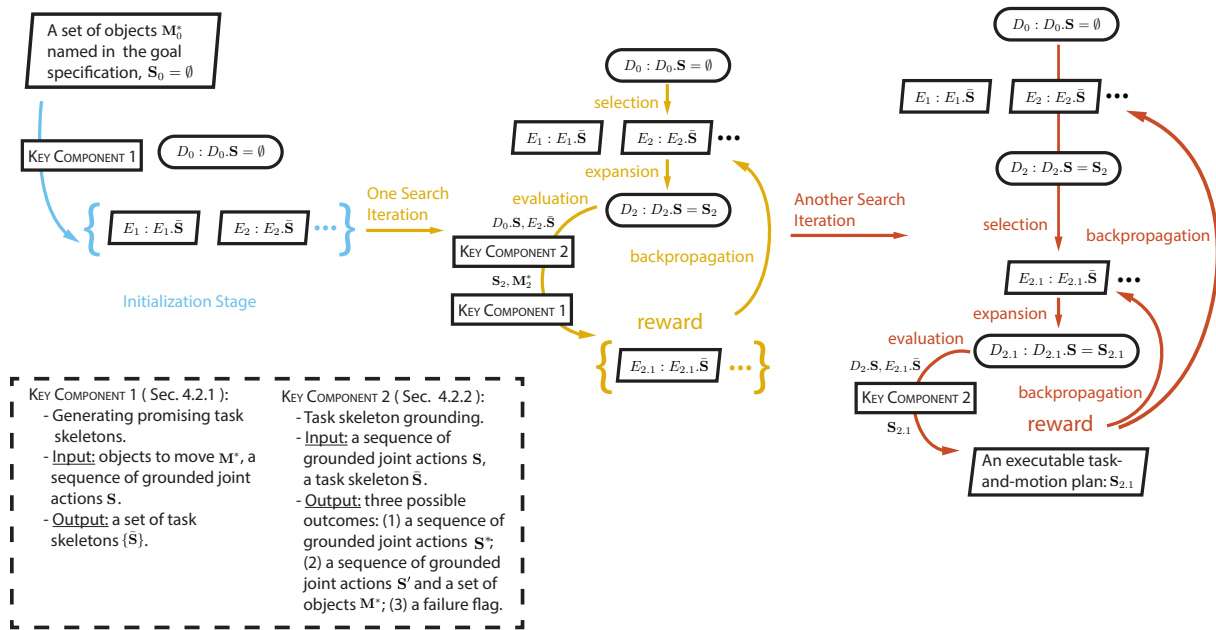 A set of objects M₀*
named in the goal
specification, S₀ = ∅
KEY COMPONENT 1
D₀ : D₀.S = ∅
E₁ : E₁.S̄
E₂ : E₂.S̄
...
Initialization Stage
One Search
Iteration
D₀ : D₀.S = ∅
selection
E₁ : E₁.S̄
E₂ : E₂.S̄
...
expansion
evaluation
D₂ : D₂.S = S₂
D₀.S, E₂.S̄
KEY COMPONENT 2
S₂, M₂*
KEY COMPONENT 1
backpropagation
reward
E₂.₁ : E₂.₁.S̄
...
Another Search
Iteration
D₀ : D₀.S = ∅
E₁ : E₁.S̄
E₂ : E₂.S̄
...
D₂ : D₂.S = S₂
selection
backpropagation
E₂.₁ : E₂.₁.S̄
...
expansion
evaluation
D₂.₁ : D₂.₁.S = S₂.₁
D₂.S, E₂.₁.S̄
KEY COMPONENT 2
S₂.₁
backpropagation
reward
An executable task-
and-motion plan: S₂.₁
KEY COMPONENT 1 ( Sec. 4.2.1 ):
- Generating promising task
skeletons.
- Input: objects to move M*, a
sequence of grounded joint
actions S.
- Output: a set of task
skeletons {S̄}.
KEY COMPONENT 2 ( Sec. 4.2.2 ):
- Task skeleton grounding.
- Input: a sequence of
grounded joint actions S,
a task skeleton S̄.
- Output: three possible
outcomes: (1) a sequence of
grounded joint actions S*;
(2) a sequence of grounded
joint actions S′ and a set of
objects M*; (3) a failure flag.